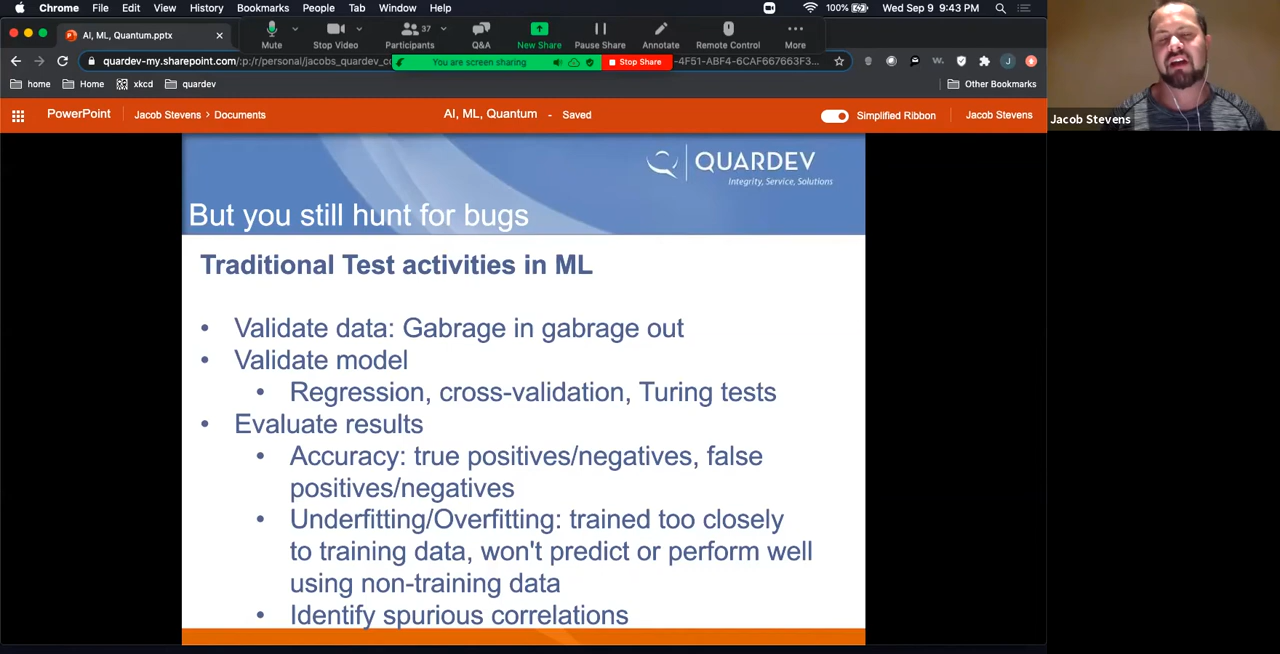 Chrome File Edit View History Bookmarks People Tab Window Help 100% Wed Sep 9 9:43 PM
AI, ML, Quantum.pptx
37
Mute Stop Video Participants Q&A New Share Pause Share Annotate Remote Control More
quardev-my.sharepoint.com/:p:/r/personal/jacobs_quardev_co -4F51-ABF4-6CAF667663F3...
You are screen sharing Stop Share
home Home xkcd quardev Other Bookmarks
PowerPoint Jacob Stevens > Documents AI, ML, Quantum - Saved Simplified Ribbon Jacob Stevens
Jacob Stevens
QUARDEV
Integrity, Service, Solutions
But you still hunt for bugs
Traditional Test activities in ML
• Validate data: Gabrage in gabrage out
• Validate model
• Regression, cross-validation, Turing tests
• Evaluate results
• Accuracy: true positives/negatives, false
positives/negatives
• Underfitting/Overfitting: trained too closely
to training data, won't predict or perform well
using non-training data
• Identify spurious correlations